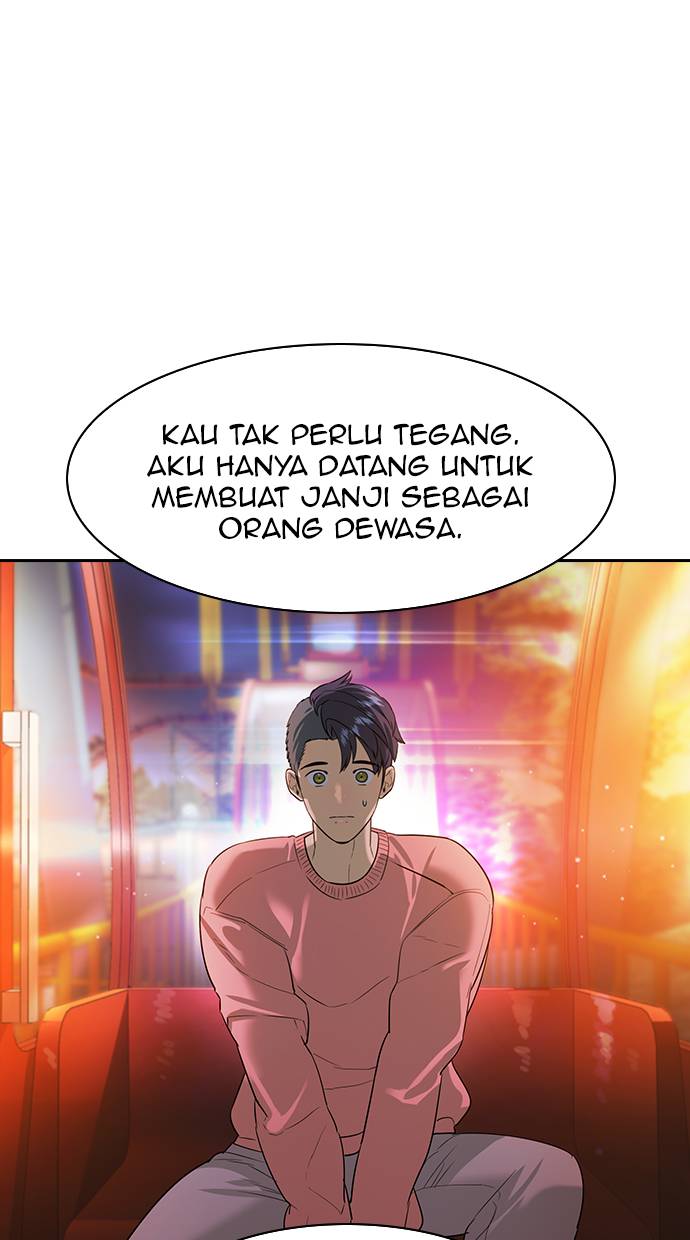 KAU TAK PERLU TEGANG.
AKU HANYA DATANG UNTUK
MEMBUAT JANJI SEBAGAI
ORANG DEWASA.